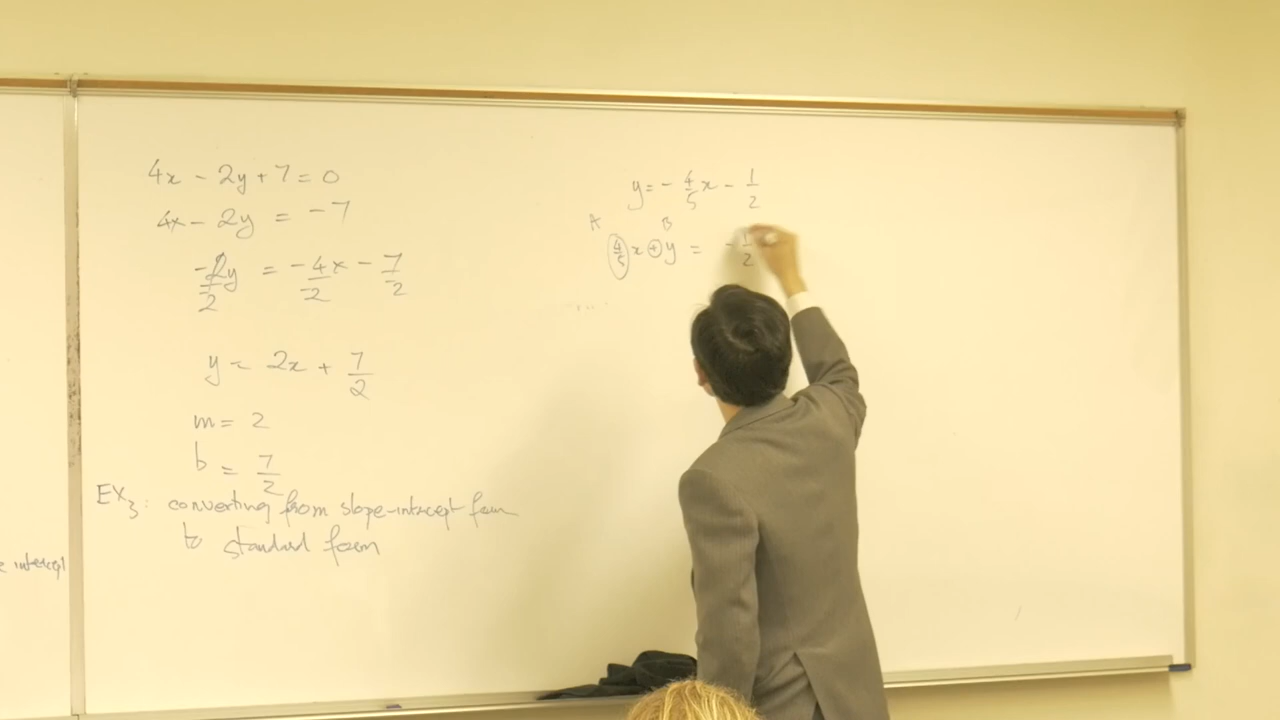 4x - 2y + 7 = 0
4x - 2y = -7
-2y/-2 = -4x/-2 - 7/-2
y = 2x + 7/2
m = 2
b = 7/2
EX3: converting from slope-intercept form
to standard form
intercept
y = - 4/5 x - 1/2
A B
4/5 x + y = - 1/2